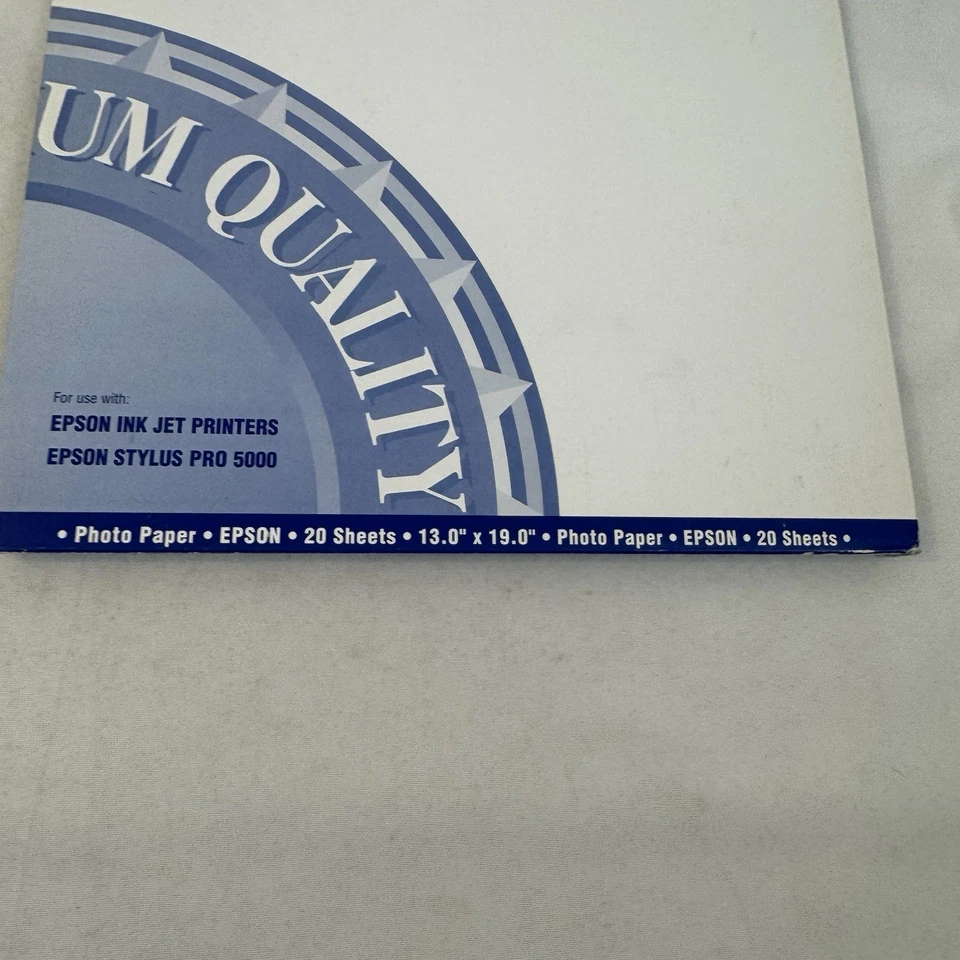 IUM QUALITY
For use with:
EPSON INK JET PRINTERS
EPSON STYLUS PRO 5000
• Photo Paper • EPSON • 20 Sheets • 13.0" x 19.0" • Photo Paper • EPSON • 20 Sheets •